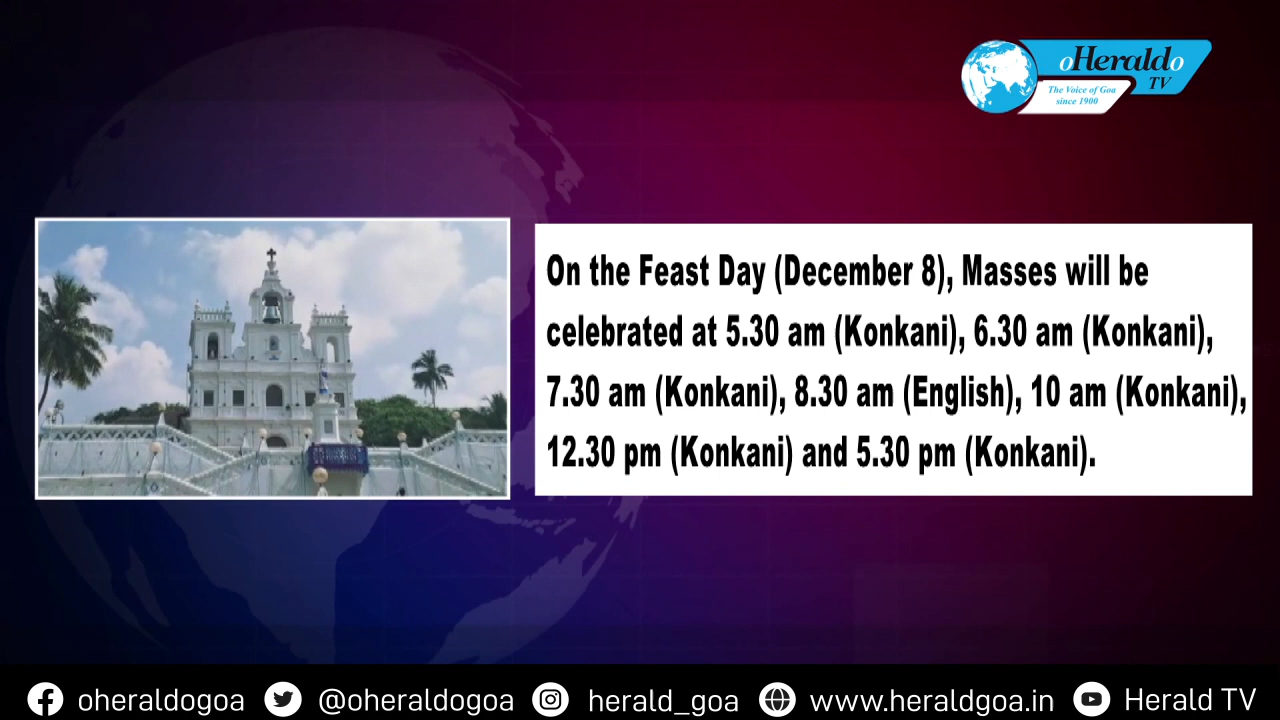 oHeraldo
TV
The Voice of Goa
since 1900
On the Feast Day (December 8), Masses will be
celebrated at 5.30 am (Konkani), 6.30 am (Konkani),
7.30 am (Konkani), 8.30 am (English), 10 am (Konkani),
12.30 pm (Konkani) and 5.30 pm (Konkani).
oheraldogoa @oheraldogoa herald_goa www.heraldgoa.in Herald TV